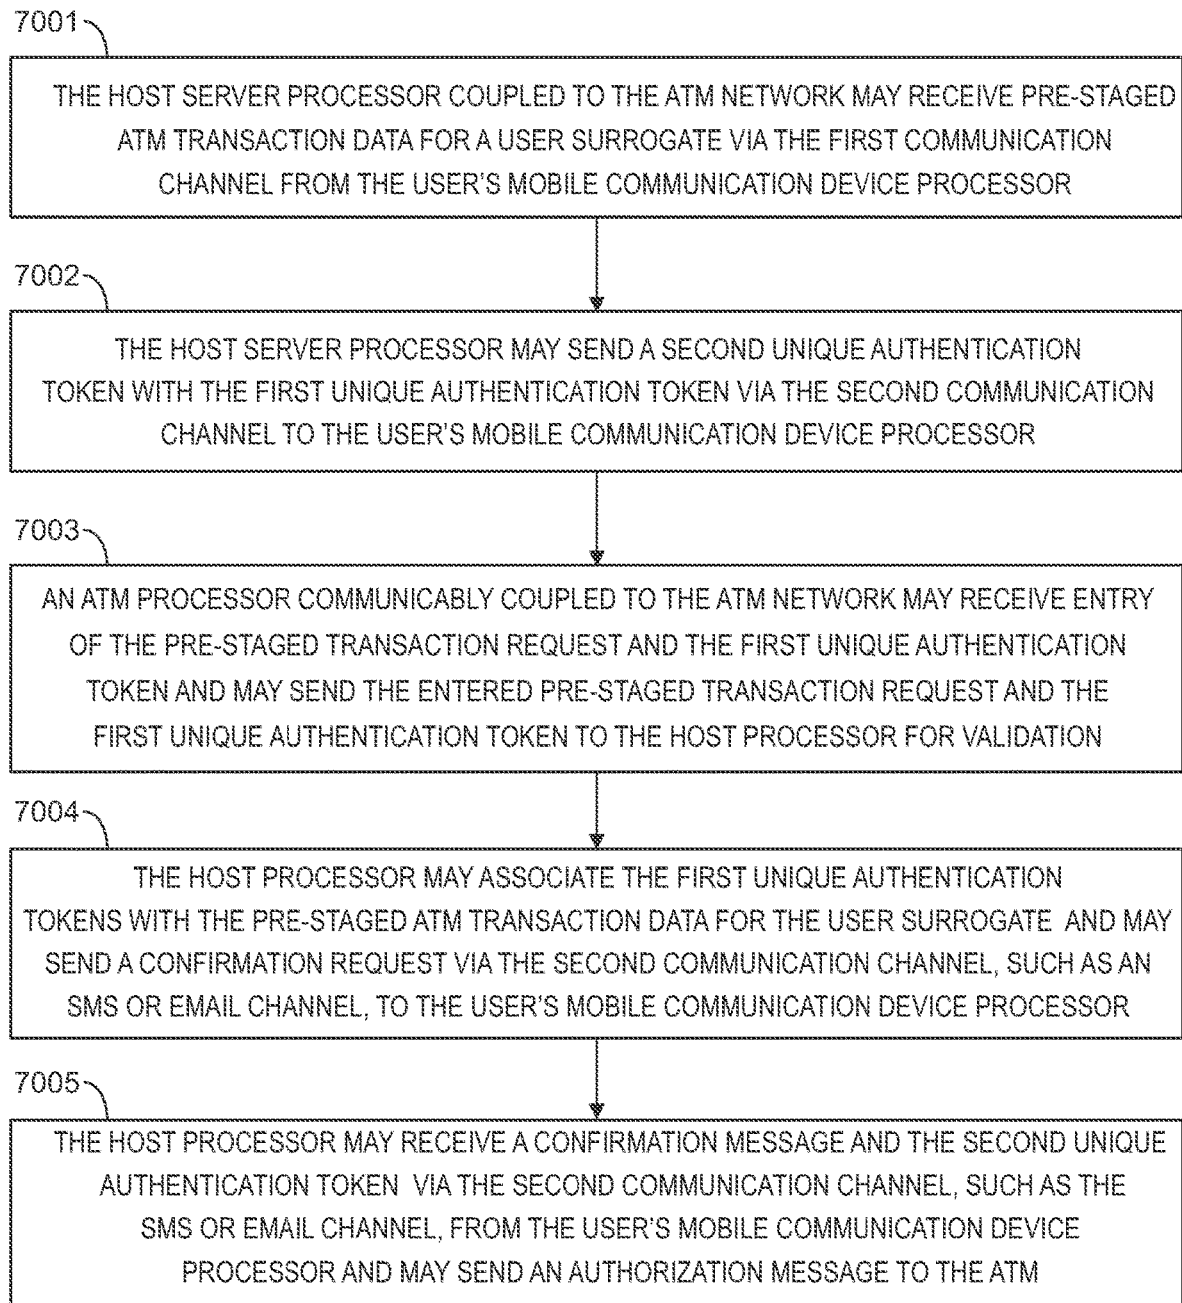 7001
THE HOST SERVER PROCESSOR COUPLED TO THE ATM NETWORK MAY RECEIVE PRE-STAGED
ATM TRANSACTION DATA FOR A USER SURROGATE VIA THE FIRST COMMUNICATION
CHANNEL FROM THE USER'S MOBILE COMMUNICATION DEVICE PROCESSOR
7002
THE HOST SERVER PROCESSOR MAY SEND A SECOND UNIQUE AUTHENTICATION
TOKEN WITH THE FIRST UNIQUE AUTHENTICATION TOKEN VIA THE SECOND COMMUNICATION
CHANNEL TO THE USER'S MOBILE COMMUNICATION DEVICE PROCESSOR
7003
AN ATM PROCESSOR COMMUNICABLY COUPLED TO THE ATM NETWORK MAY RECEIVE ENTRY
OF THE PRE-STAGED TRANSACTION REQUEST AND THE FIRST UNIQUE AUTHENTICATION
TOKEN AND MAY SEND THE ENTERED PRE-STAGED TRANSACTION REQUEST AND THE
FIRST UNIQUE AUTHENTICATION TOKEN TO THE HOST PROCESSOR FOR VALIDATION
7004
THE HOST PROCESSOR MAY ASSOCIATE THE FIRST UNIQUE AUTHENTICATION
TOKENS WITH THE PRE-STAGED ATM TRANSACTION DATA FOR THE USER SURROGATE AND MAY
SEND A CONFIRMATION REQUEST VIA THE SECOND COMMUNICATION CHANNEL, SUCH AS AN
SMS OR EMAIL CHANNEL, TO THE USER'S MOBILE COMMUNICATION DEVICE PROCESSOR
7005
THE HOST PROCESSOR MAY RECEIVE A CONFIRMATION MESSAGE AND THE SECOND UNIQUE
AUTHENTICATION TOKEN VIA THE SECOND COMMUNICATION CHANNEL, SUCH AS THE
SMS OR EMAIL CHANNEL, FROM THE USER'S MOBILE COMMUNICATION DEVICE
PROCESSOR AND MAY SEND AN AUTHORIZATION MESSAGE TO THE ATM